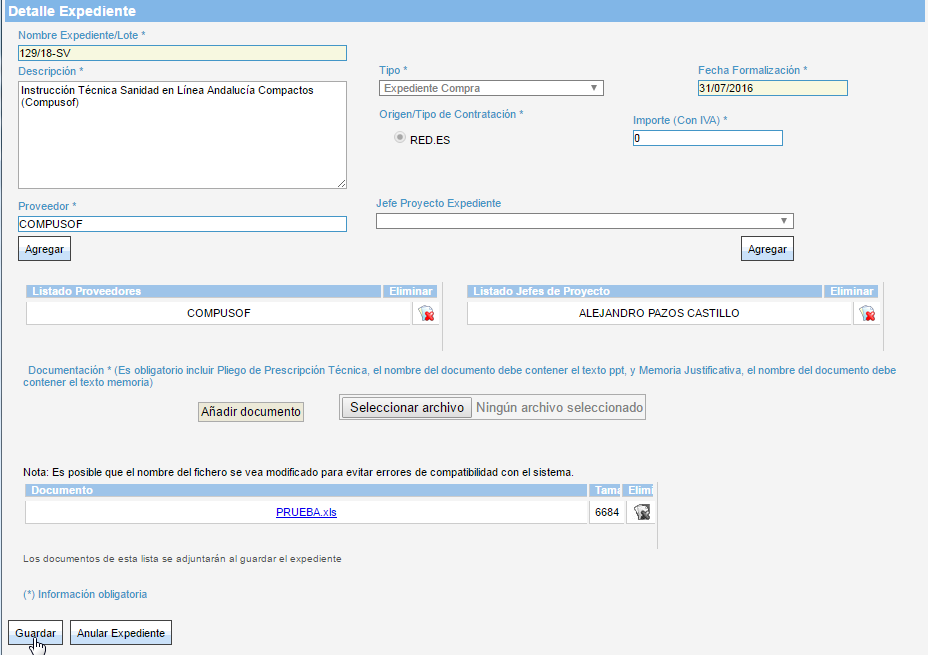 Detalle Expediente
Nombre Expediente/Lote *
129/18-SV
Descripción *
Instrucción Técnica Sanidad en Línea Andalucía Compactos
(Compusof)
Tipo *
Expediente Compra
Fecha Formalización *
31/07/2016
Origen/Tipo de Contratación *
RED.ES
Importe (Con IVA) *
0
Proveedor *
COMPUSOF
Agregar
Jefe Proyecto Expediente
Agregar
Listado Proveedores Eliminar
COMPUSOF
Listado Jefes de Proyecto Eliminar
ALEJANDRO PAZOS CASTILLO
Documentación * (Es obligatorio incluir Pliego de Prescripción Técnica, el nombre del documento debe contener el texto ppt, y Memoria Justificativa, el nombre del documento debe
contener el texto memoria)
Añadir documento
Seleccionar archivo Ningún archivo seleccionado
Nota: Es posible que el nombre del fichero se vea modificado para evitar errores de compatibilidad con el sistema.
Documento Tama Elimi
PRUEBA.xls 6684
Los documentos de esta lista se adjuntarán al guardar el expediente
(*) Información obligatoria
Guardar Anular Expediente